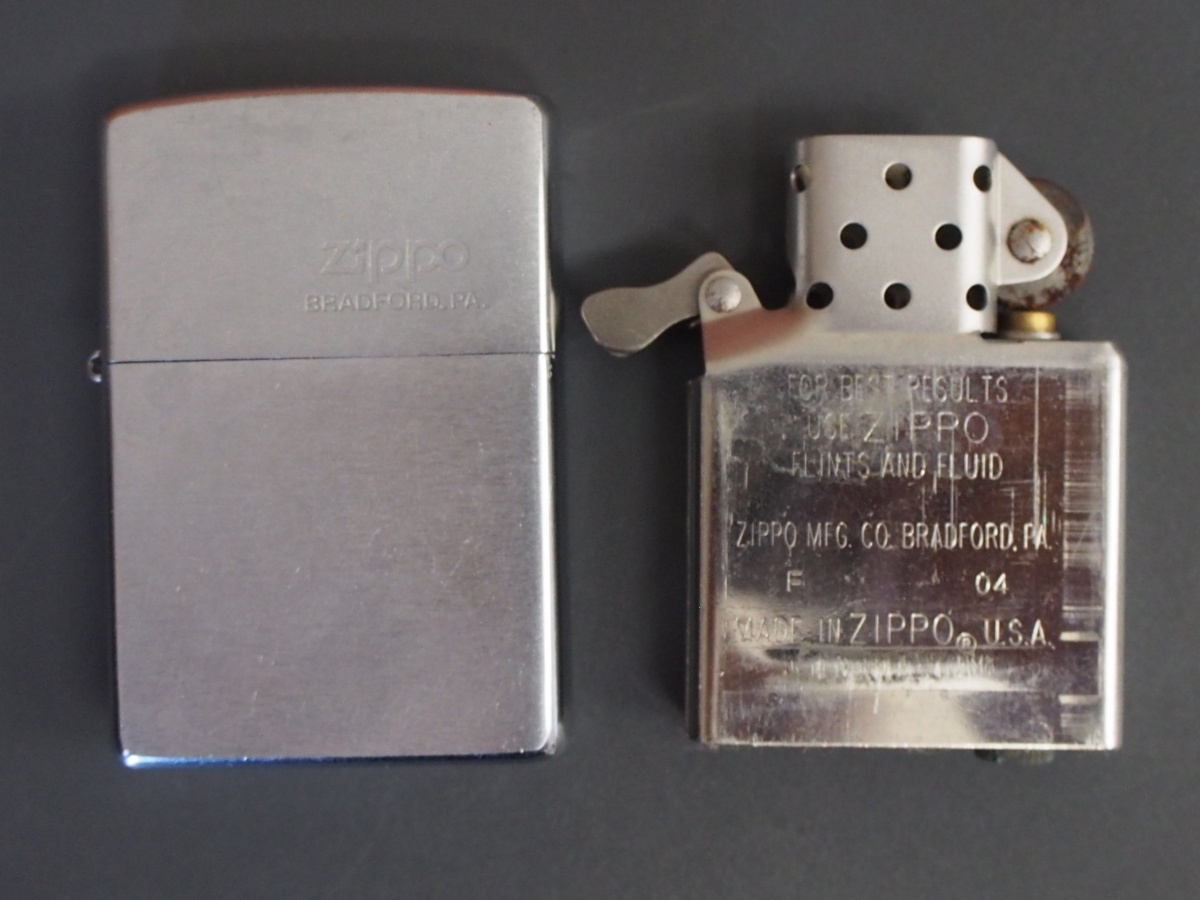 Zippo
BRADFORD, PA.
FOR BEST RESULTS
USE ZIPPO
FLINTS AND FLUID
ZIPPO MFG. CO. BRADFORD, PA.
F 04
MADE IN ZIPPO® U.S.A.